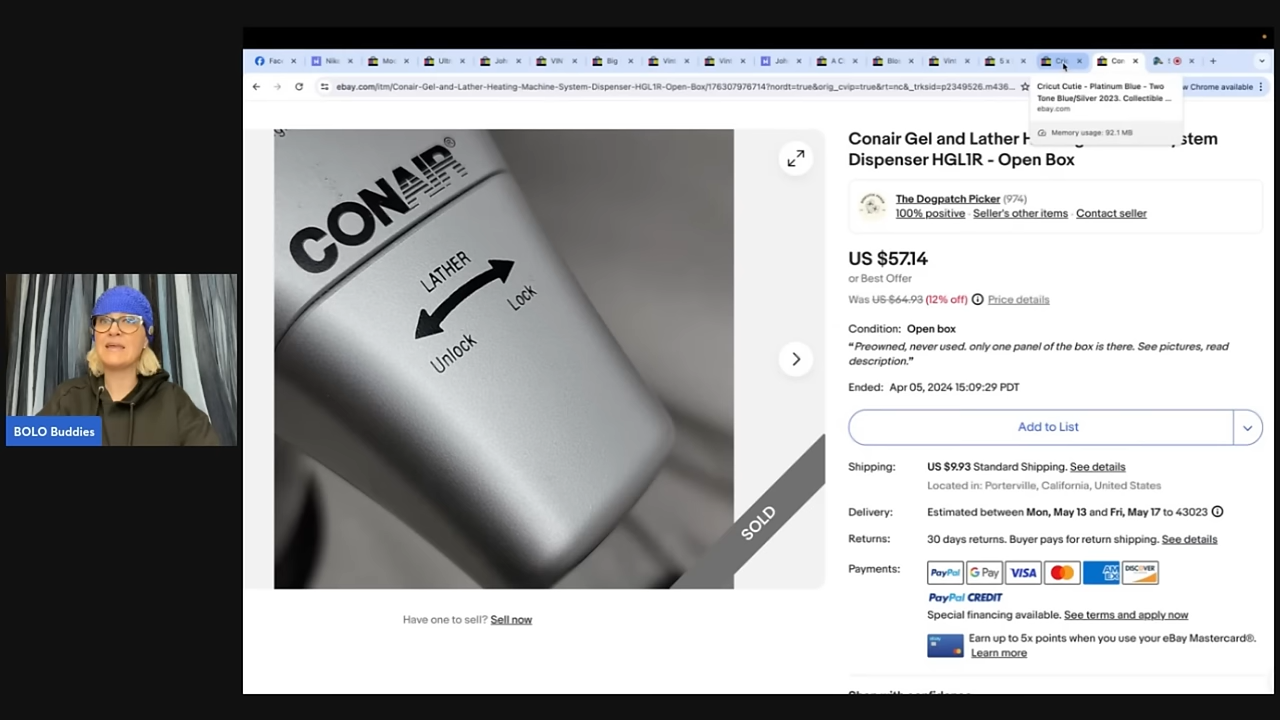 Cricut Cutie - Platinum Blue - Two
Tone Blue/Silver 2023. Collectible ...
ebay.com
Memory usage: 92.1 MB
ebay.com/itm/Conair-Gel-and-Lather-Heating-Machine-System-Dispenser-HGL1R-Open-Box/176307976714?nordt=true&orig_cvip=true&rt=nc&_trksid=p2349526.m436...
w Chrome available
CONAIR®
LATHER
Lock
Unlock
SOLD
Have one to sell? Sell now
Conair Gel and Lather H
stem
Dispenser HGL1R - Open Box
The Dogpatch Picker (974)
100% positive · Seller's other items · Contact seller
US $57.14
or Best Offer
Was US $64.93 (12% off) Price details
Condition: Open box
“Preowned, never used. only one panel of the box is there. See pictures, read
description.”
Ended: Apr 05, 2024 15:09:29 PDT
Add to List
Shipping: US $9.93 Standard Shipping. See details
Located in: Porterville, California, United States
Delivery: Estimated between Mon, May 13 and Fri, May 17 to 43023
Returns: 30 days returns. Buyer pays for return shipping. See details
Payments: PayPal G Pay VISA MasterCard AMEX DISCOVER
PayPal CREDIT
Special financing available. See terms and apply now
Earn up to 5x points when you use your eBay Mastercard®.
Learn more
BOLO Buddies